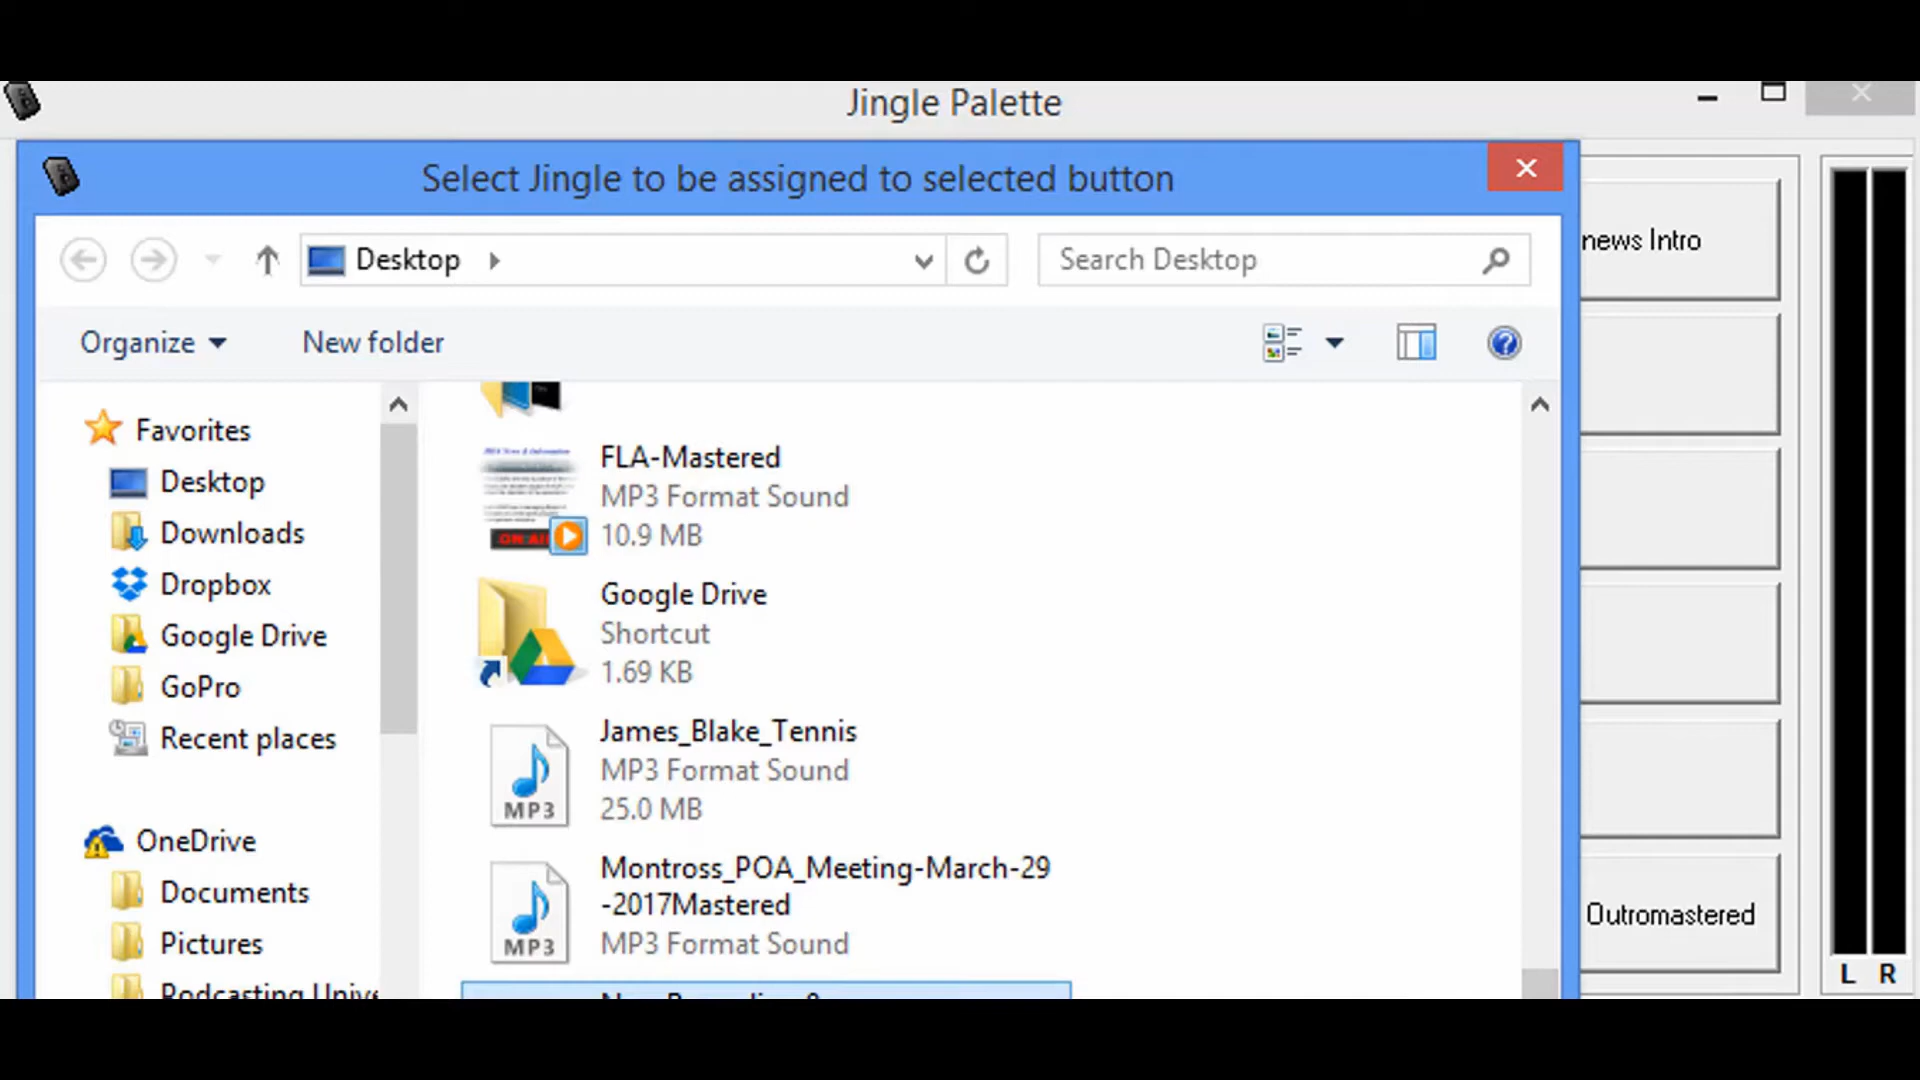 Jingle Palette
Select Jingle to be assigned to selected button
Desktop
Search Desktop
Organize
New folder
Favorites
Desktop
Downloads
Dropbox
Google Drive
GoPro
Recent places
OneDrive
Documents
Pictures
FLA-Mastered
MP3 Format Sound
10.9 MB
Google Drive
Shortcut
1.69 KB
James_Blake_Tennis
MP3 Format Sound
25.0 MB
MP3
Montross_POA_Meeting-March-29
-2017Mastered
MP3 Format Sound
MP3
news Intro
Outromastered
L R